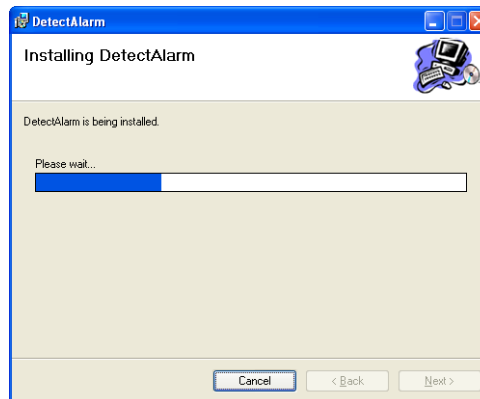 DetectAlarm
Installing DetectAlarm
DetectAlarm is being installed.
Please wait...
Cancel
< Back
Next >